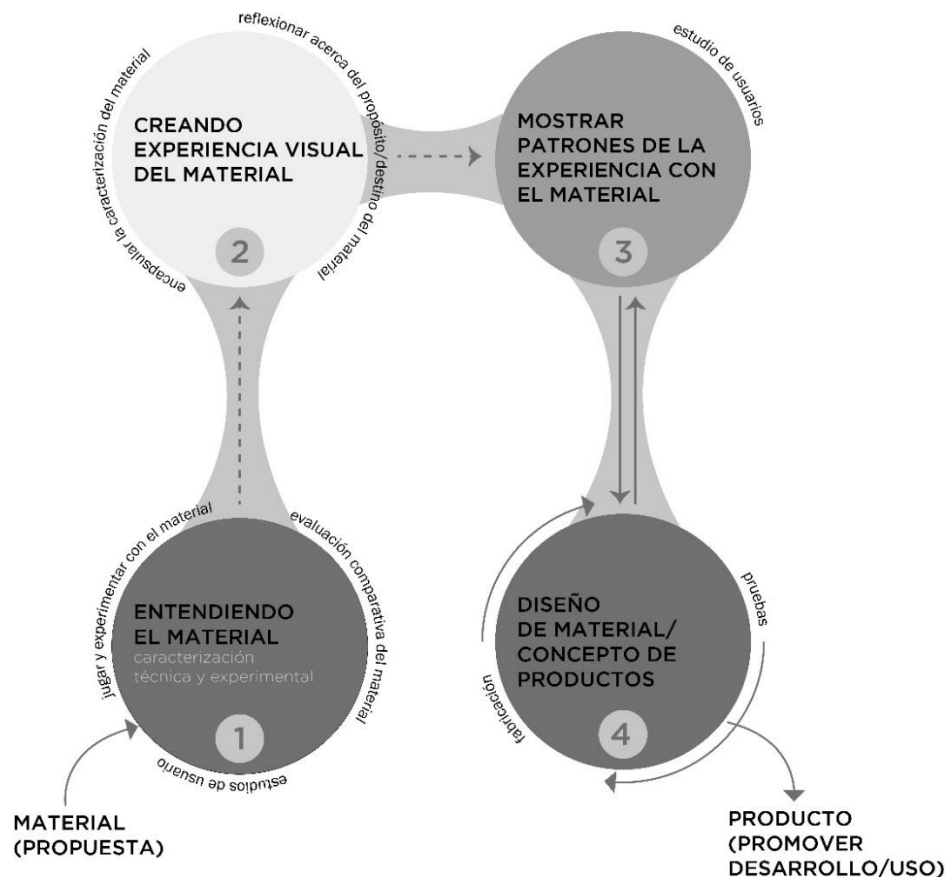 reflexionar acerca del propósito/destino del material
encapsular la caracterización del material
CREANDO
EXPERIENCIA VISUAL
DEL MATERIAL
2
estudio de usuarios
MOSTRAR
PATRONES DE LA
EXPERIENCIA CON
EL MATERIAL
3
jugar y experimentar con el material
evaluación comparativa del material
ENTENDIENDO
EL MATERIAL
caracterización
técnica y experimental
1
estudios de usuario
MATERIAL
(PROPUESTA)
pruebas
DISEÑO
DE MATERIAL/
CONCEPTO DE
PRODUCTOS
4
fabricación
PRODUCTO
(PROMOVER
DESARROLLO/USO)